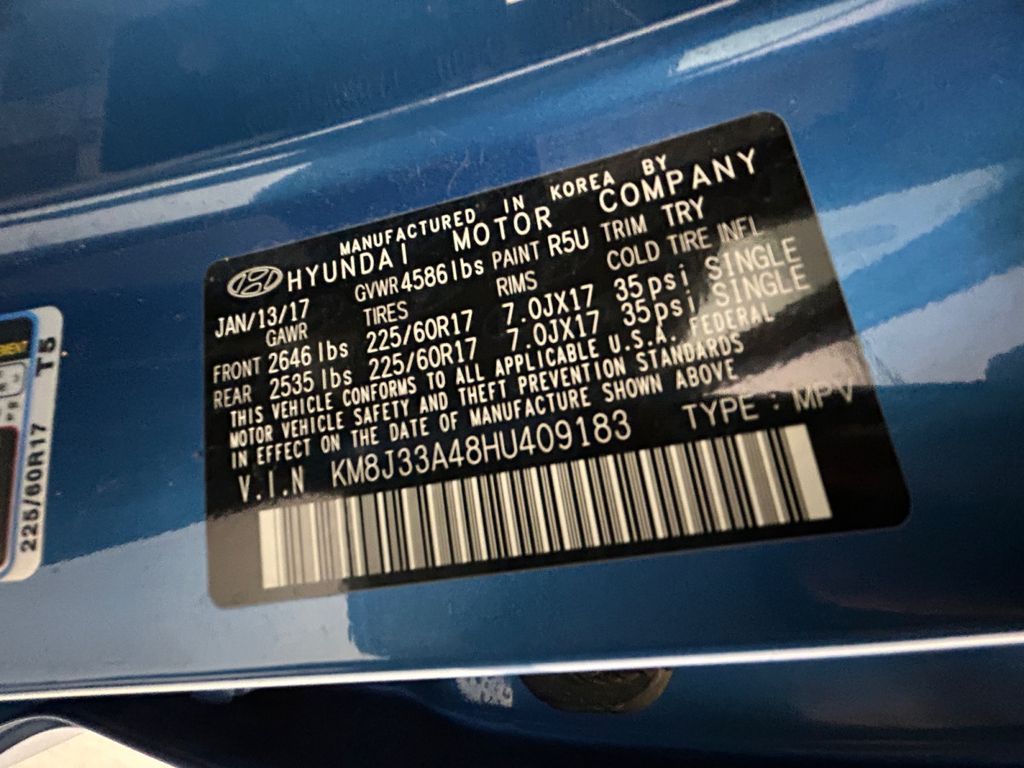 MANUFACTURED IN KOREA BY
HYUNDAI MOTOR COMPANY
JAN/13/17 GVWR 4586 lbs PAINT R5U TRIM TRY
GAWR TIRES RIMS COLD TIRE INFL
FRONT 2646 lbs 225/60R17 7.0JX17 35psi SINGLE
REAR 2535 lbs 225/60R17 7.0JX17 35psi SINGLE
THIS VEHICLE CONFORMS TO ALL APPLICABLE U.S.A. FEDERAL
MOTOR VEHICLE SAFETY AND THEFT PREVENTION STANDARDS
IN EFFECT ON THE DATE OF MANUFACTURE SHOWN ABOVE
V.I.N KM8J33A48HU409183 TYPE : MPV
225/60R17 T5